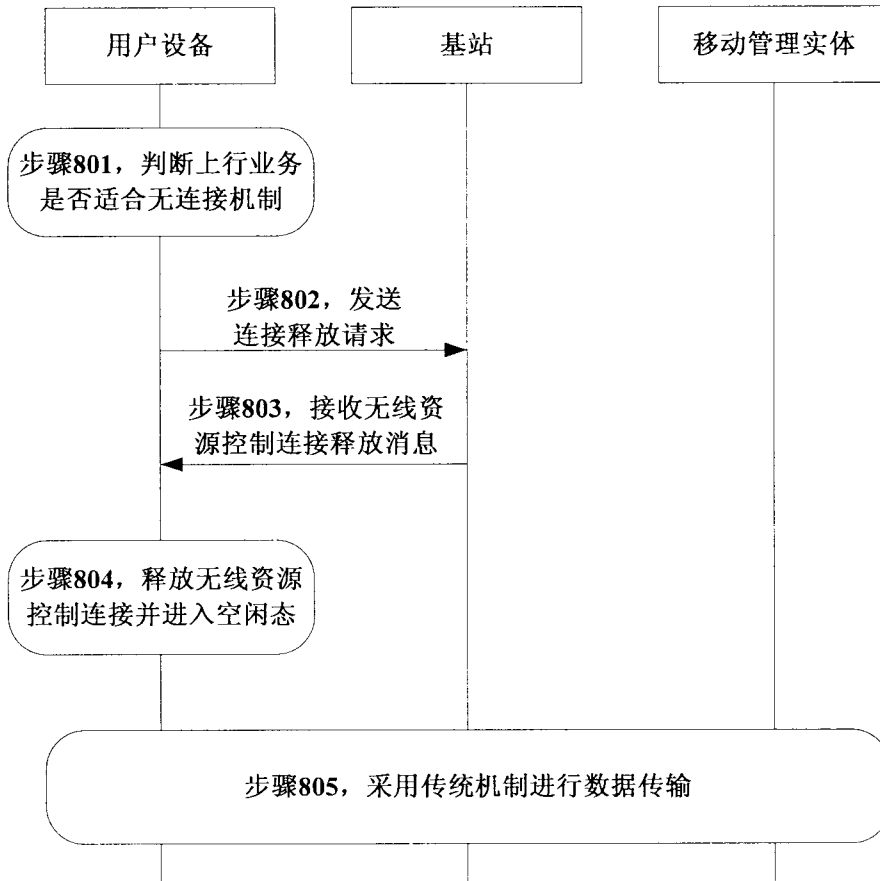 用户设备
基站
移动管理实体
步骤801，判断上行业务
是否适合无连接机制
步骤802，发送
连接释放请求
步骤803，接收无线资
源控制连接释放消息
步骤804，释放无线资源
控制连接并进入空闲态
步骤805，采用传统机制进行数据传输